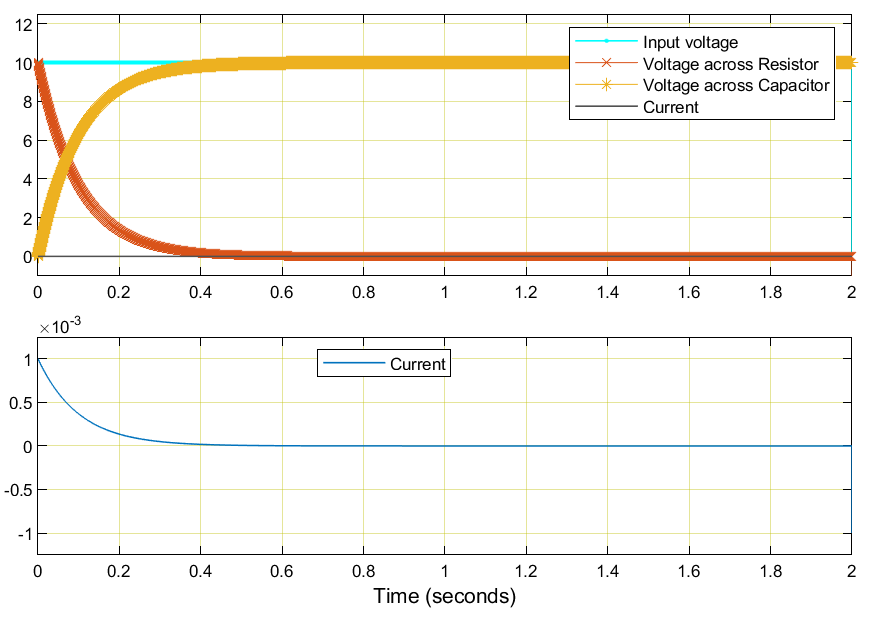 12
10
8
6
4
2
0
Input voltage
Voltage across Resistor
Voltage across Capacitor
Current
0 0.2 0.4 0.6 0.8 1 1.2 1.4 1.6 1.8 2
×10-3
1
0.5
0
-0.5
-1
Current
0 0.2 0.4 0.6 0.8 1 1.2 1.4 1.6 1.8 2
Time (seconds)